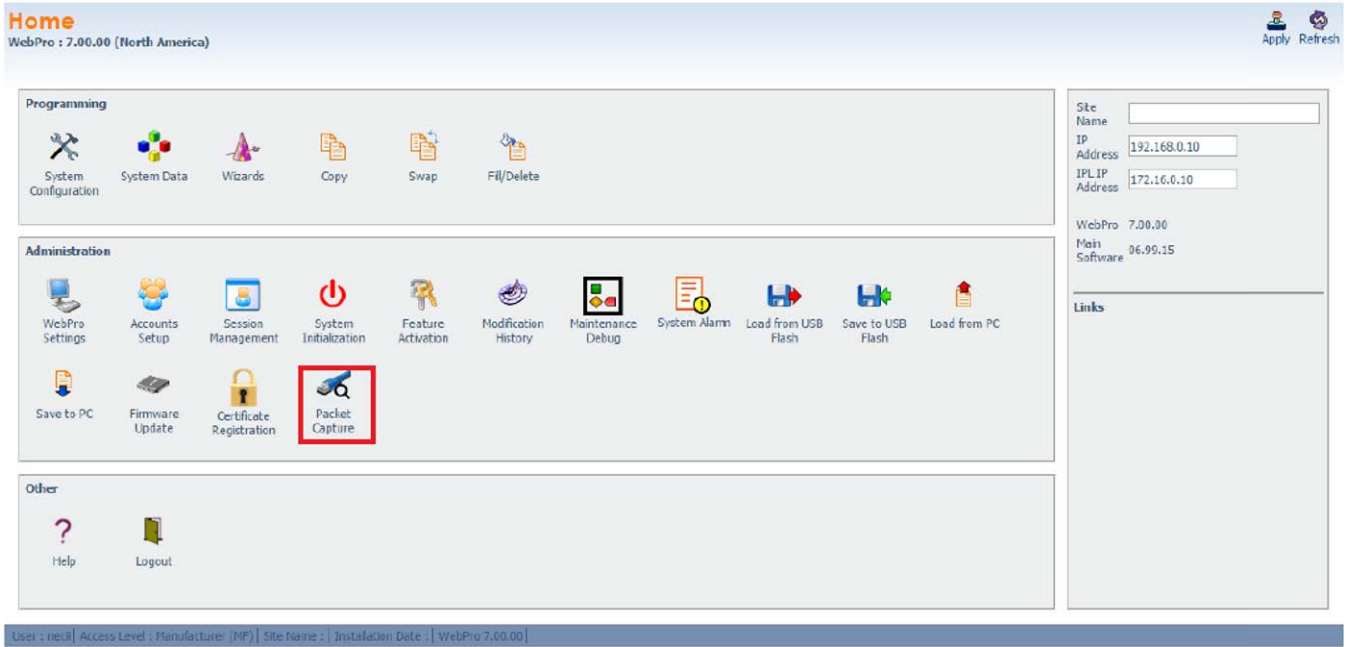 Home
WebPro : 7.00.00 (North America)
Apply Refresh
Programming
System Configuration
System Data
Wizards
Copy
Swap
Fill/Delete
Administration
WebPro Settings
Accounts Setup
Session Management
System Initialization
Feature Activation
Modification History
Maintenance Debug
System Alarm
Load from USB Flash
Save to USB Flash
Load from PC
Save to PC
Firmware Update
Certificate Registration
Packet Capture
Other
?
Help
Logout
Site Name
IP Address 192.168.0.10
IPL IP Address 172.16.0.10
WebPro 7.00.00
Main Software 06.99.15
Links
User : necii| Access Level : Manufacturer (MF)| Site Name : | Installation Date : | WebPro 7.00.00|